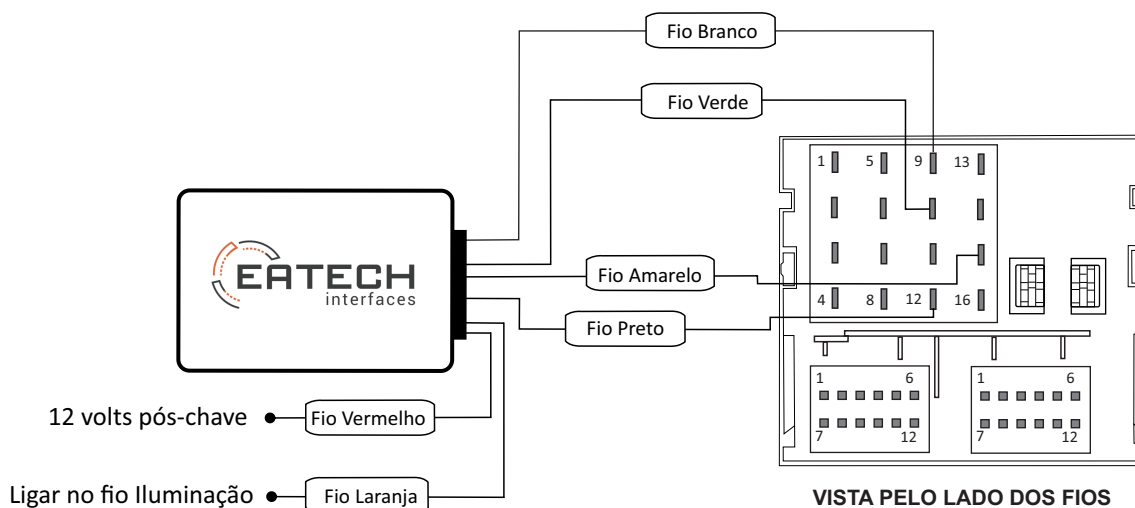 Fio Branco
Fio Verde
1 5 9 13
EATECH
interfaces
Fio Amarelo
4 8 12 16
Fio Preto
1 6 1 6
12 volts pós-chave
Fio Vermelho
7 12 7 12
Ligar no fio Iluminação
Fio Laranja
VISTA PELO LADO DOS FIOS